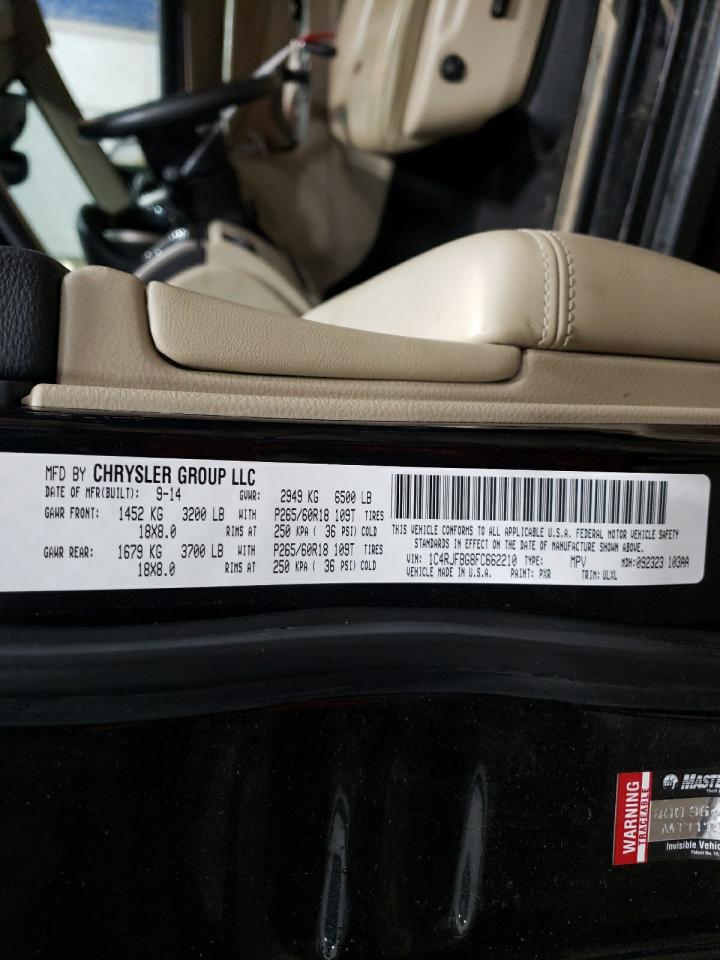 MFD BY CHRYSLER GROUP LLC
DATE OF MFR(BUILT): 9-14 GVWR: 2949 KG 6500 LB
GAWR FRONT: 1452 KG 3200 LB WITH P265/60R18 109T TIRES
18X8.0 RIMS AT 250 KPA ( 36 PSI) COLD
GAWR REAR: 1679 KG 3700 LB WITH P265/60R18 109T TIRES
18X8.0 RIMS AT 250 KPA ( 36 PSI) COLD
THIS VEHICLE CONFORMS TO ALL APPLICABLE U.S.A. FEDERAL MOTOR VEHICLE SAFETY
STANDARDS IN EFFECT ON THE DATE OF MANUFACTURE SHOWN ABOVE.
VIN: 1C4RJFBG8FC662210 TYPE: MPV MDH: 092323 103AA
VEHICLE MADE IN U.S.A. PAINT: PXR TRIM: ULXL
WARNING
TRACEABLE
MASTE
Invisible Vehic